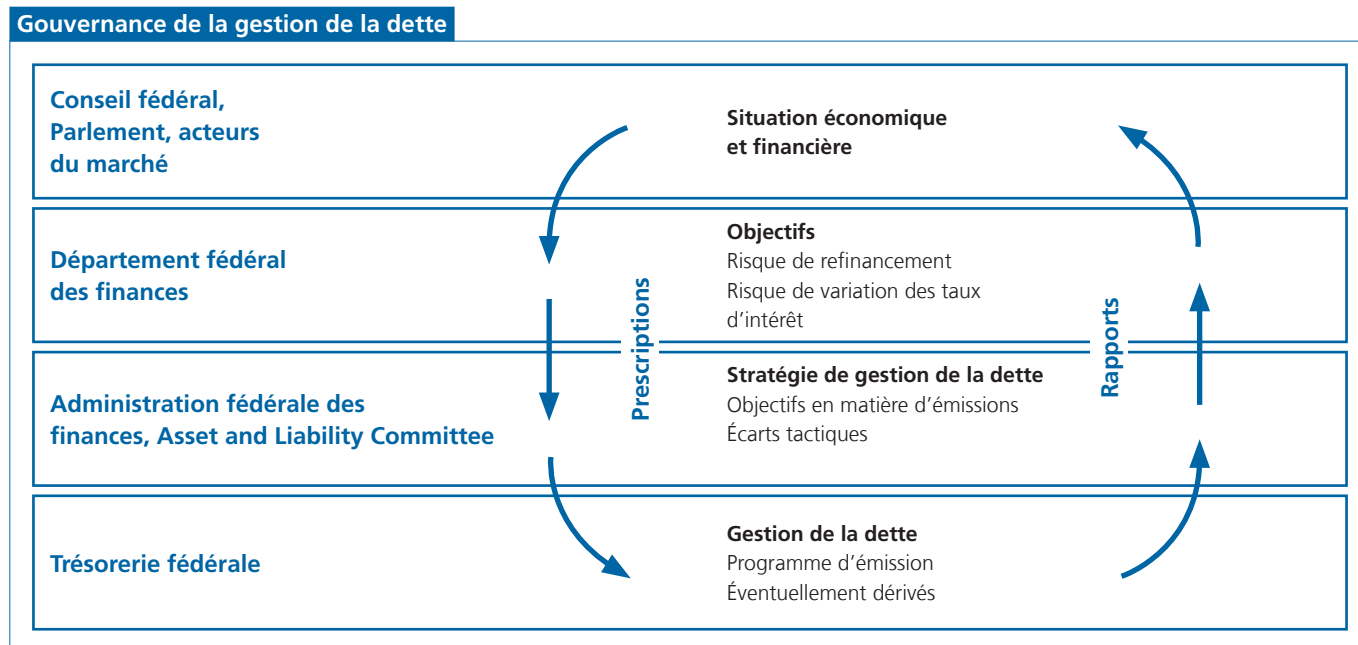 Gouvernance de la gestion de la dette
Conseil fédéral,
Parlement, acteurs
du marché
Situation économique
et financière
Département fédéral
des finances
Objectifs
Risque de refinancement
Risque de variation des taux
d'intérêt
Prescriptions
Rapports
Administration fédérale des
finances, Asset and Liability Committee
Stratégie de gestion de la dette
Objectifs en matière d'émissions
Écarts tactiques
Trésorerie fédérale
Gestion de la dette
Programme d'émission
Éventuellement dérivés